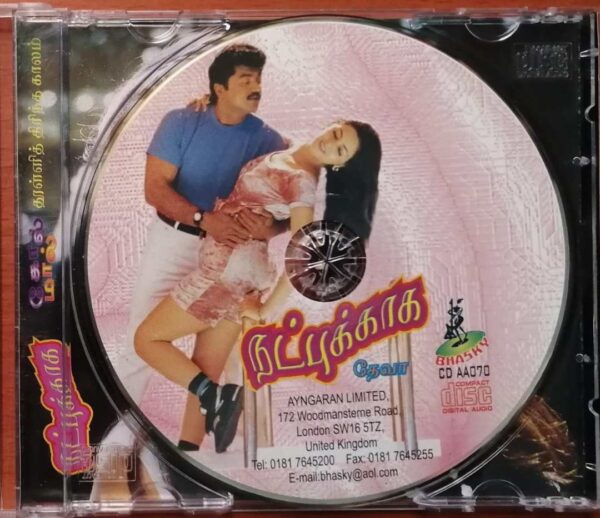 துள்ளித் திரிந்த காலம்
கோல்
மால்
நட்புக்காக
நட்புக்காக
தேவா
BHASKY
CD AA070
COMPACT
disc
DIGITAL AUDIO
AYNGARAN LIMITED,
172 Woodmansterne Road,
London SW16 5TZ,
United Kingdom
Tel: 0181 7645200 Fax: 0181 7645255
E-mail:bhasky@aol.com